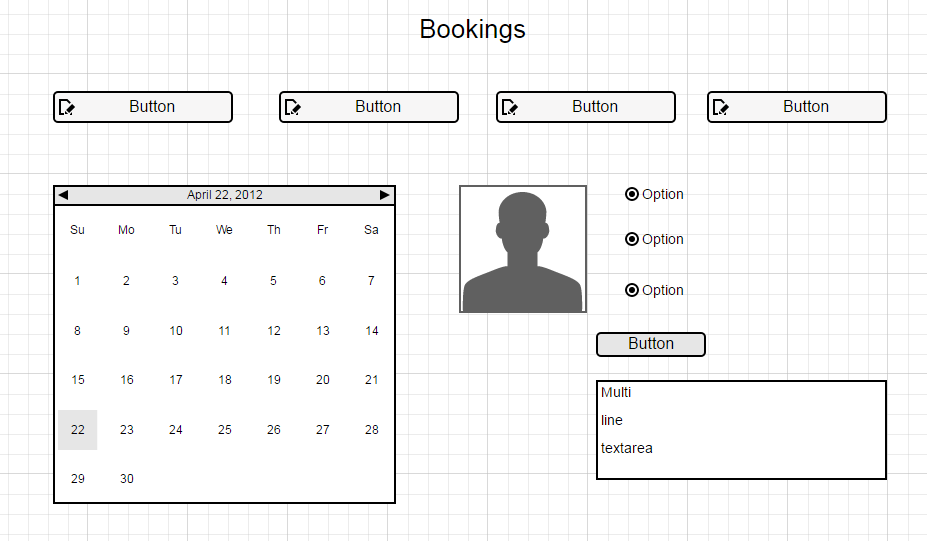 Bookings
Button Button Button Button
April 22, 2012
Su Mo Tu We Th Fr Sa
1 2 3 4 5 6 7
8 9 10 11 12 13 14
15 16 17 18 19 20 21
22 23 24 25 26 27 28
29 30
Option
Option
Option
Button
Multi
line
textarea